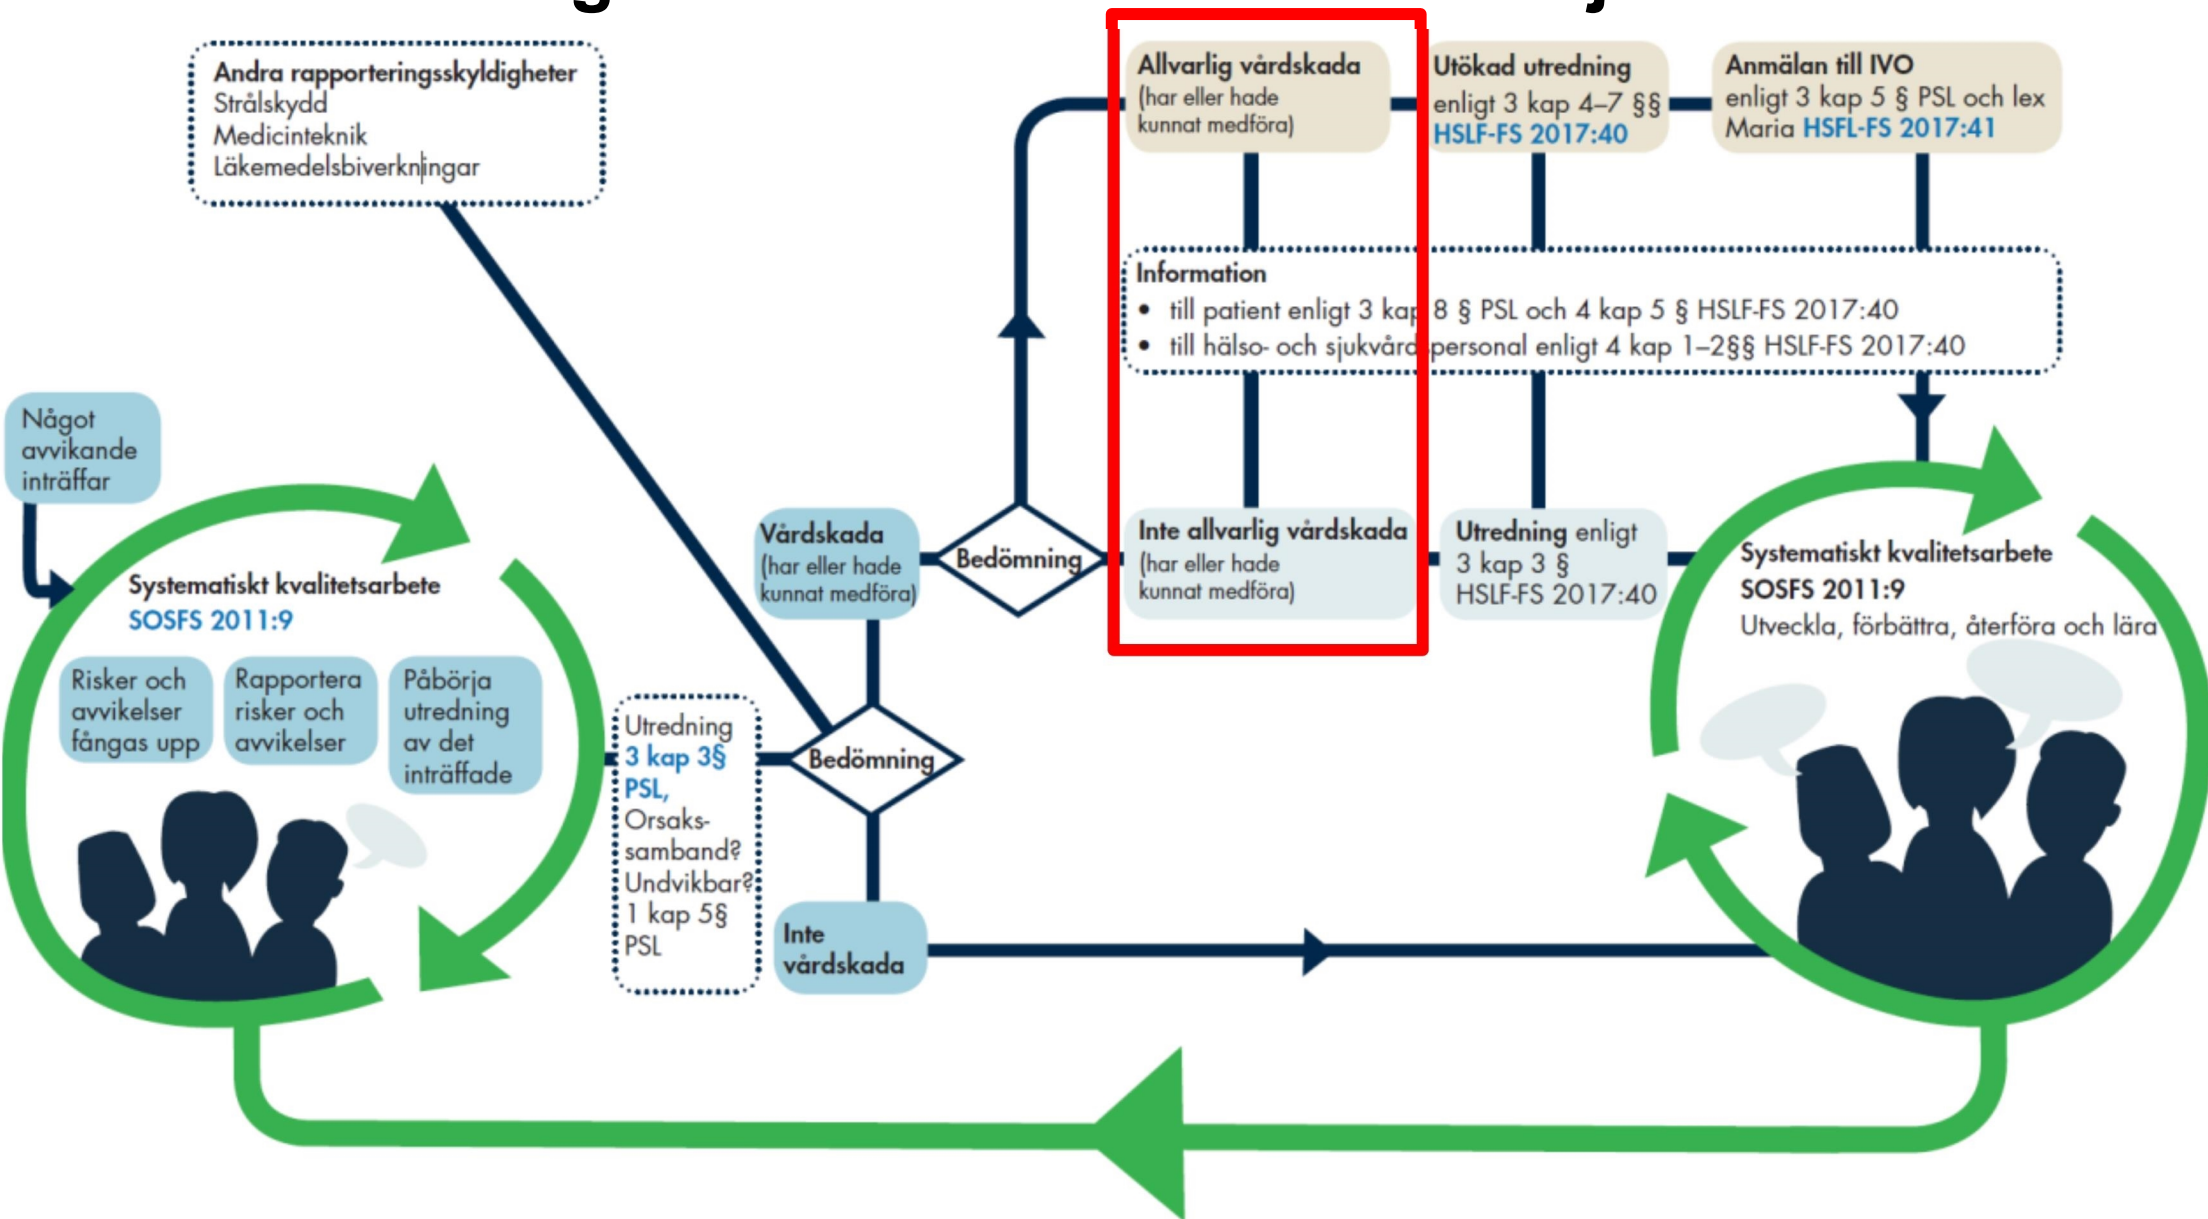 Andra rapporteringsskyldigheter
Strålskydd
Medicinteknik
Läkemedelsbiverkningar
Allvarlig vårdskada
(har eller hade
kunnat medföra)
Utökad utredning
enligt 3 kap 4–7 §§
HSLF-FS 2017:40
Anmälan till IVO
enligt 3 kap 5 § PSL och lex
Maria HSFL-FS 2017:41
Information
• till patient enligt 3 kap 8 § PSL och 4 kap 5 § HSLF-FS 2017:40
• till hälso- och sjukvårdspersonal enligt 4 kap 1–2§§ HSLF-FS 2017:40
Något
avvikande
inträffar
Systematiskt kvalitetsarbete
SOSFS 2011:9
Risker och
avvikelser
fångas upp
Rapportera
risker och
avvikelser
Påbörja
utredning
av det
inträffade
Utredning
3 kap 3§
PSL,
Orsaks-
samband?
Undvikbar?
1 kap 5§
PSL
Bedömning
Vårdskada
(har eller hade
kunnat medföra)
Bedömning
Inte allvarlig vårdskada
(har eller hade
kunnat medföra)
Utredning enligt
3 kap 3 §
HSLF-FS 2017:40
Inte
vårdskada
Systematiskt kvalitetsarbete
SOSFS 2011:9
Utveckla, förbättra, återföra och lära